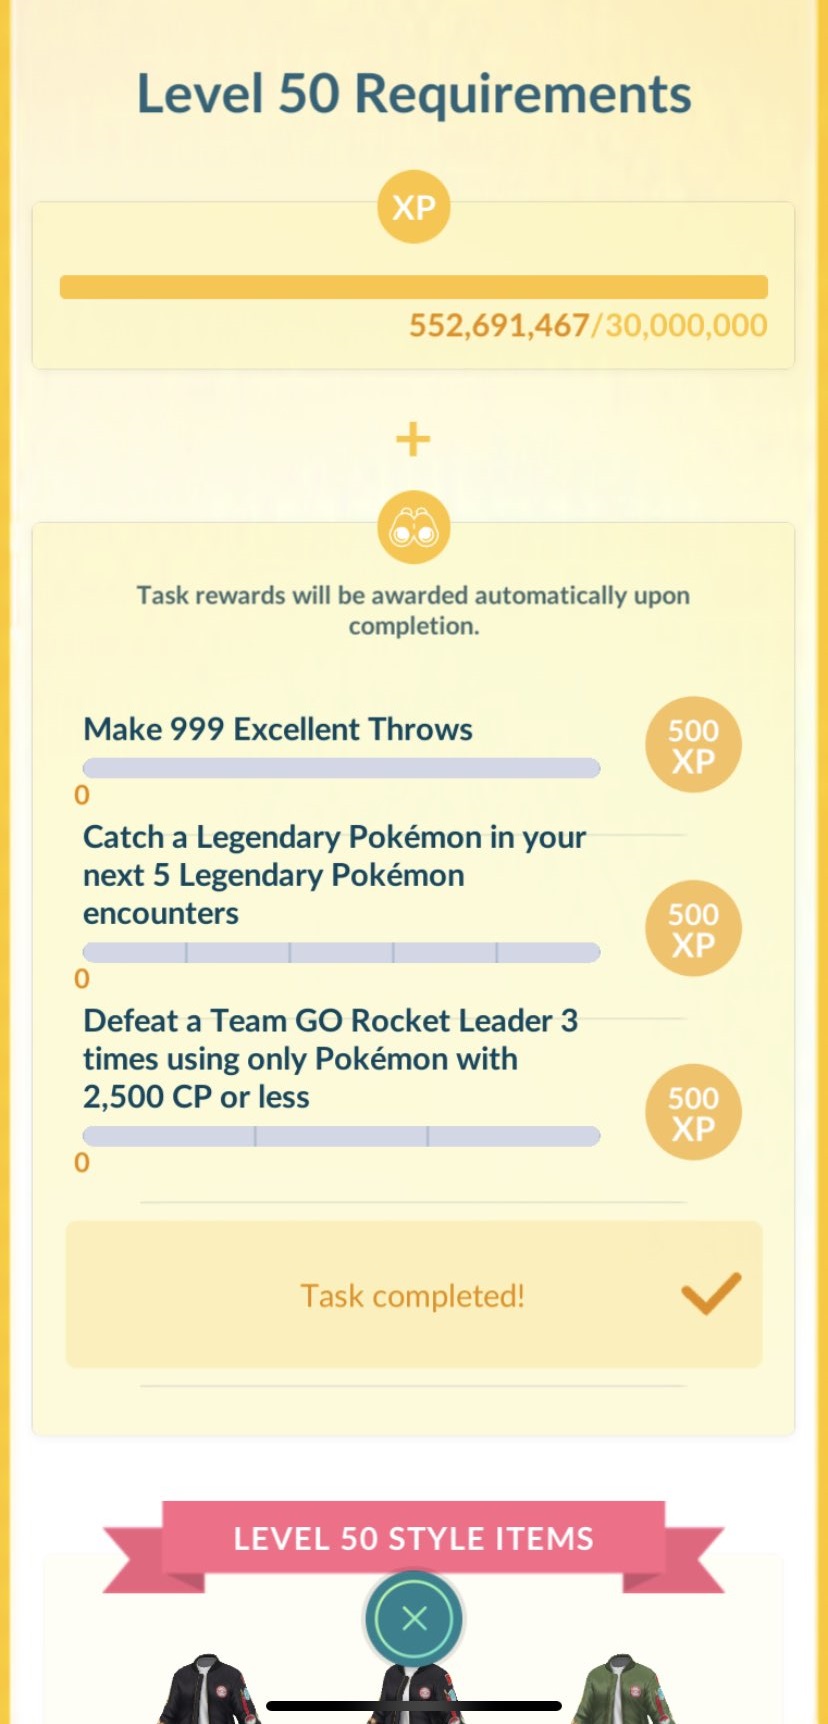 Level 50 Requirements
XP
552,691,467/30,000,000
+
Task rewards will be awarded automatically upon
completion.
Make 999 Excellent Throws
500
XP
0
Catch a Legendary Pokémon in your
next 5 Legendary Pokémon
encounters
500
XP
0
Defeat a Team GO Rocket Leader 3
times using only Pokémon with
2,500 CP or less
500
XP
0
Task completed!
LEVEL 50 STYLE ITEMS